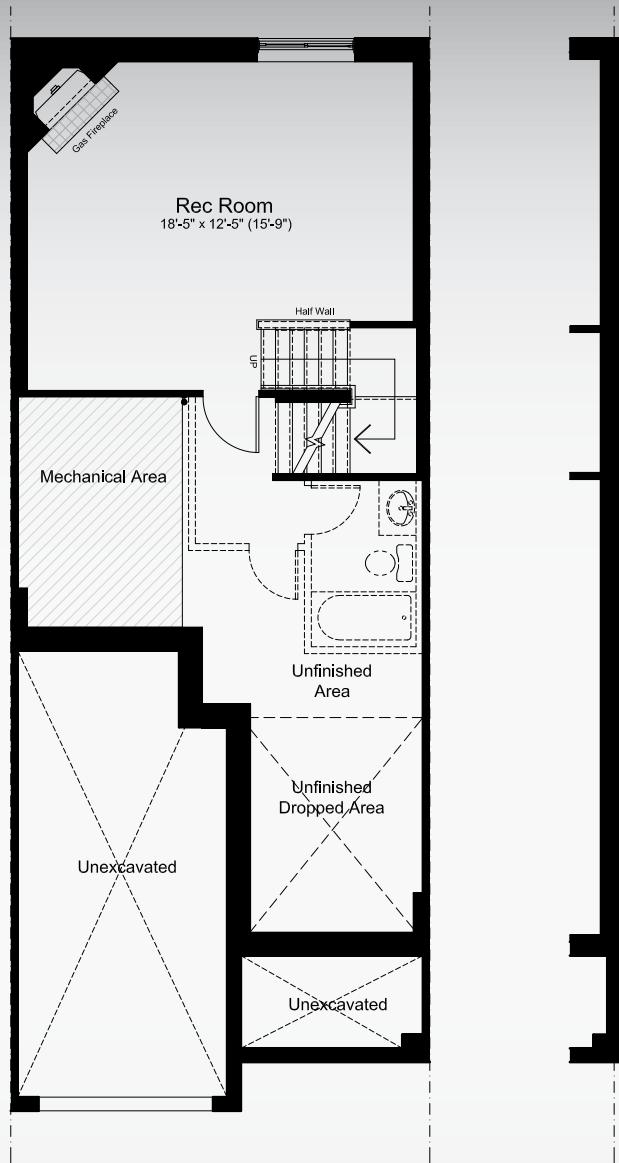 Gas Fireplace
Rec Room
18'-5" x 12'-5" (15'-9")
Half Wall
UP
Mechanical Area
Unfinished
Area
Unfinished
Dropped Area
Unexcavated
Unexcavated